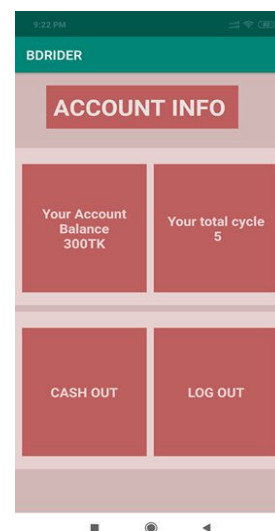 9:22 PM
BDRIDER
ACCOUNT INFO
Your Account
Balance
300TK
Your total cycle
5
CASH OUT
LOG OUT